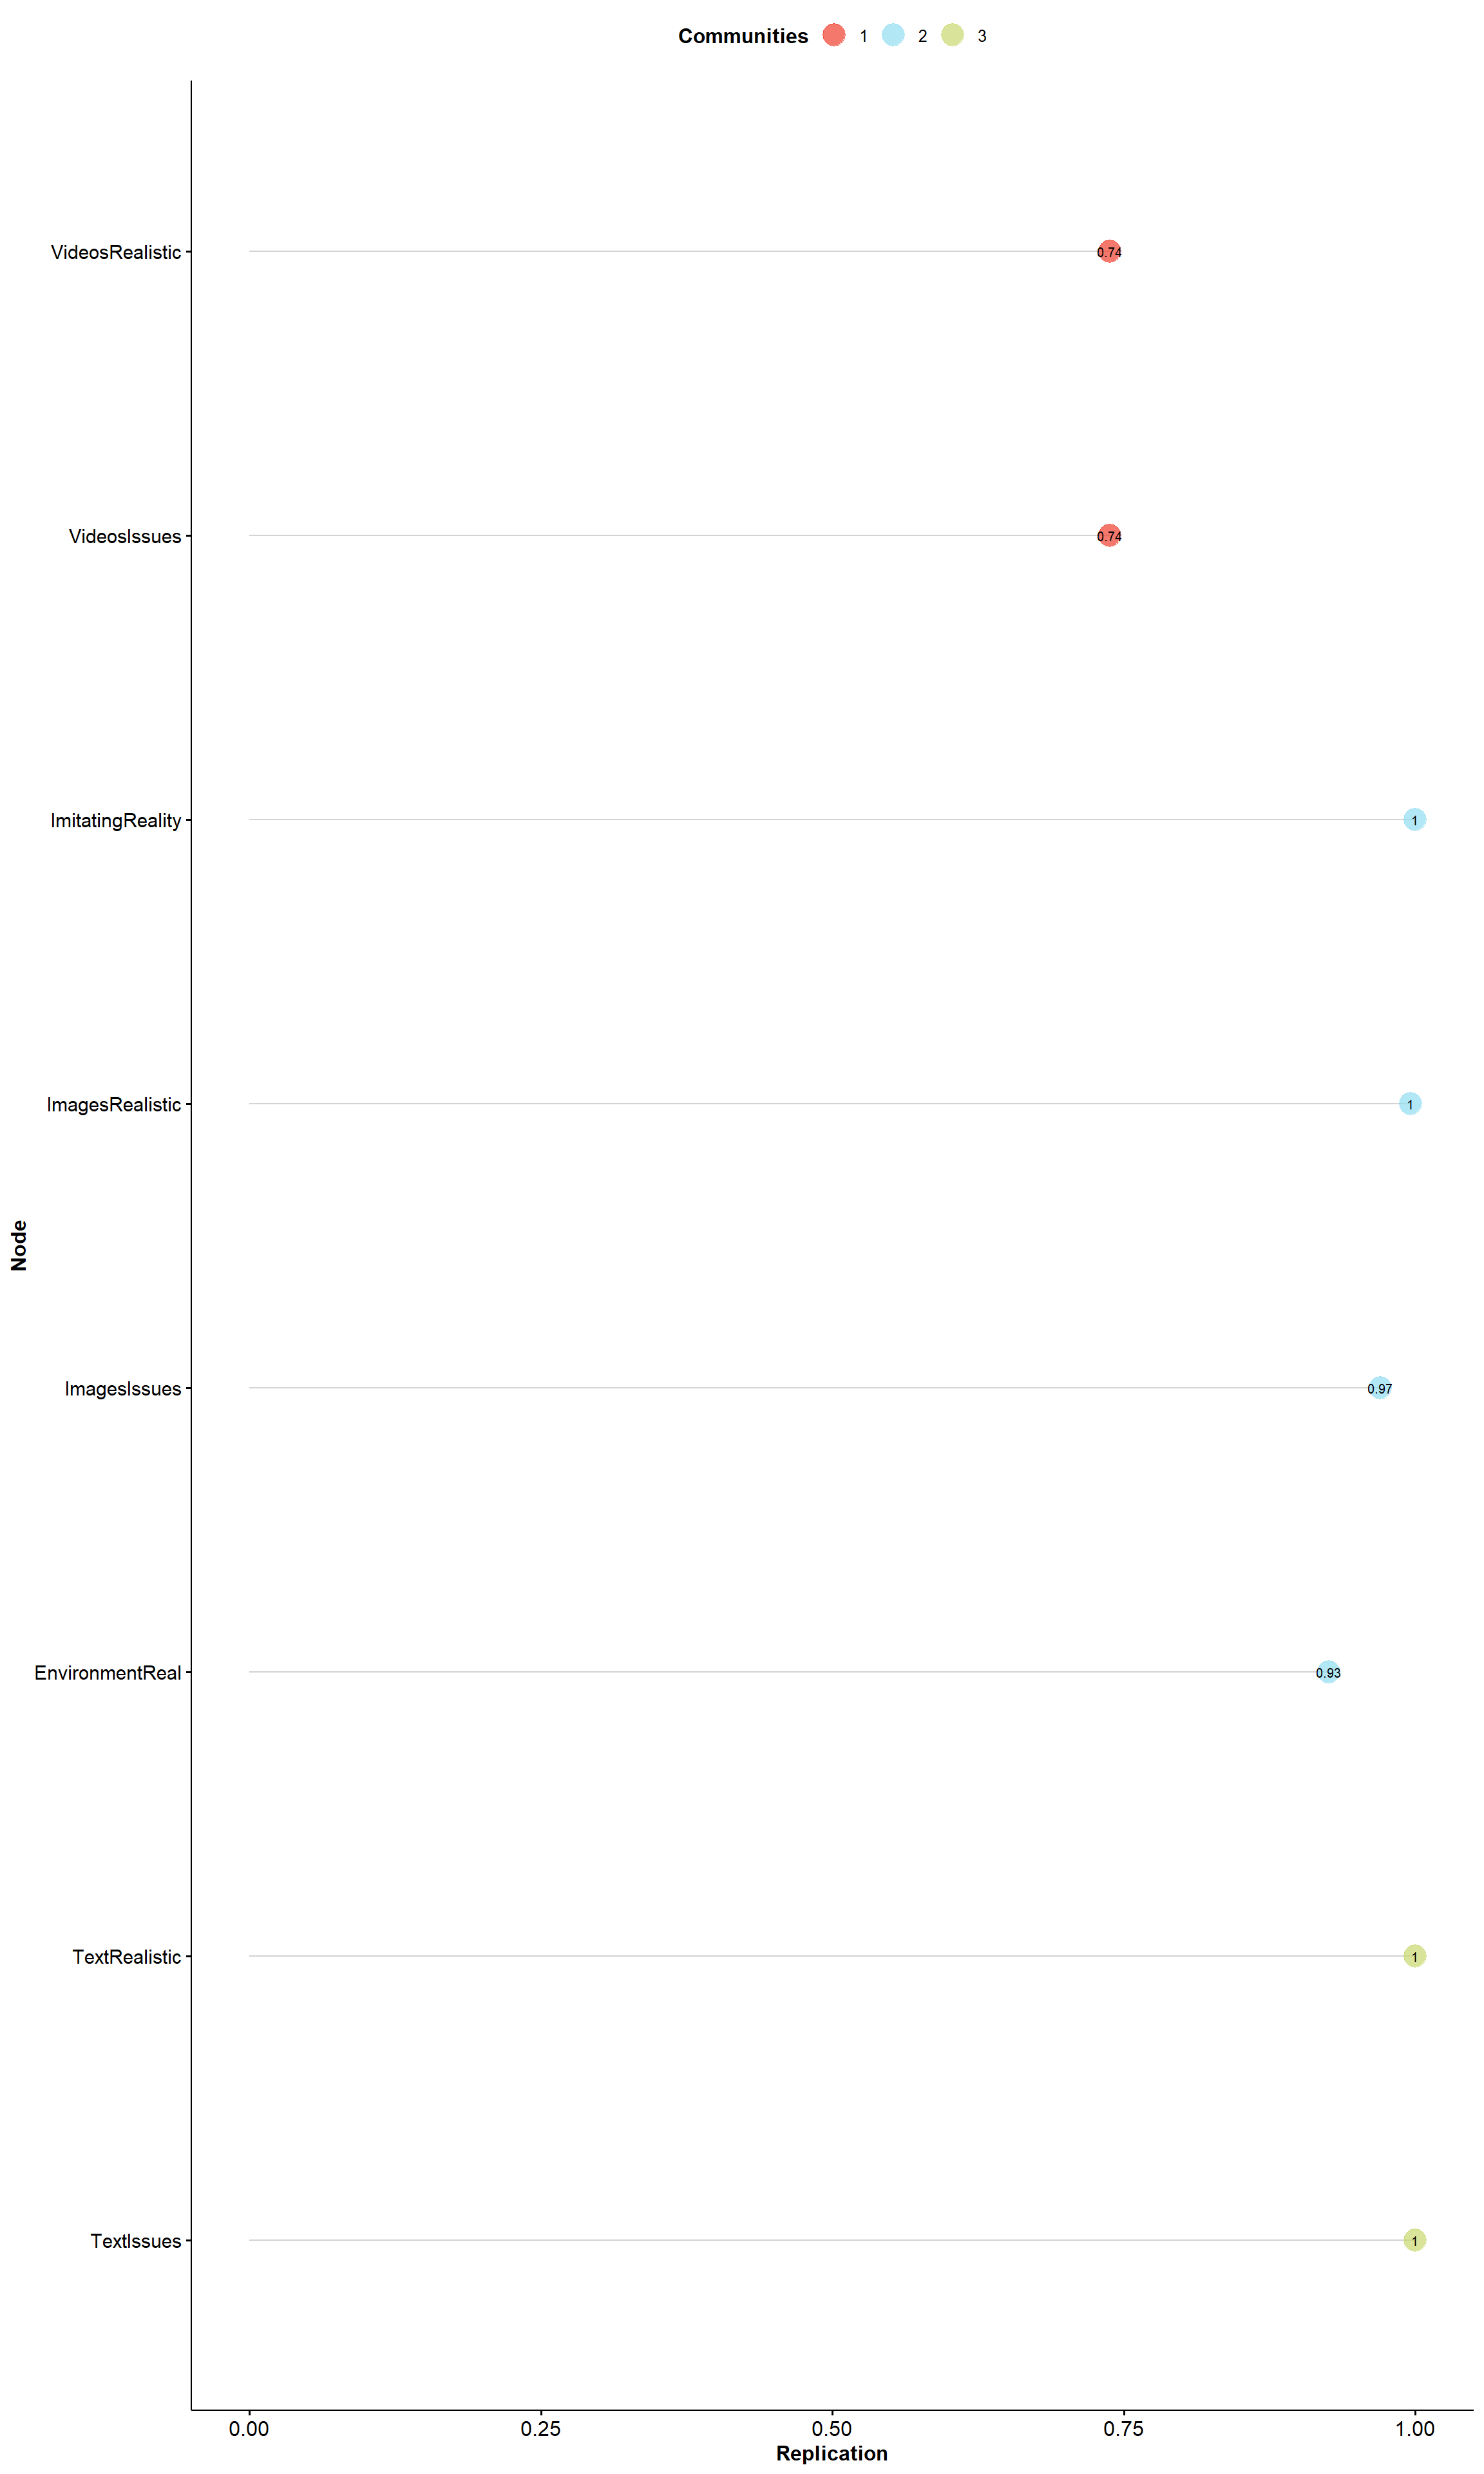 Communities 1 2 3
VideosRealistic 0.74
VideosIssues 0.74
ImitatingReality 1
ImagesRealistic 1
Node
ImagesIssues 0.97
EnvironmentReal 0.93
TextRealistic 1
TextIssues 1
0.00 0.25 0.50 0.75 1.00
Replication